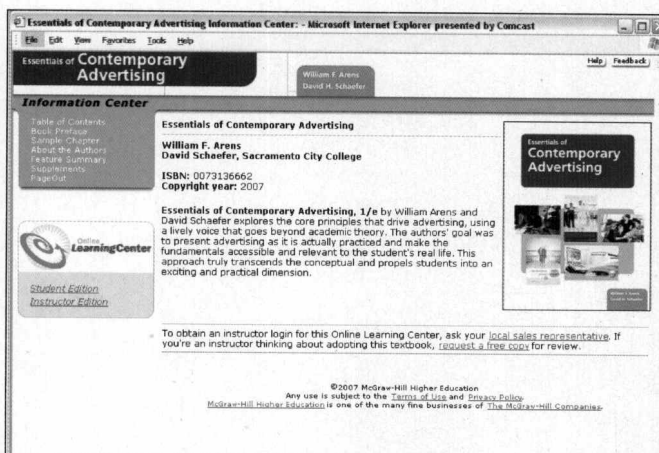 Essentials of Contemporary Advertising Information Center: - Microsoft Internet Explorer presented by Comcast
File Edit View Favorites Tools Help
Essentials of Contemporary
Advertising
William F. Arens
David H. Schaefer
Help Feedback
Information Center
Table of Contents
Book Preface
Sample Chapter
About the Authors
Feature Summary
Supplements
PageOut
Online
LearningCenter
Student Edition
Instructor Edition
Essentials of Contemporary Advertising
William F. Arens
David Schaefer, Sacramento City College
ISBN: 0073136662
Copyright year: 2007
Essentials of Contemporary Advertising, 1/e by William Arens and
David Schaefer explores the core principles that drive advertising, using
a lively voice that goes beyond academic theory. The authors' goal was
to present advertising as it is actually practiced and make the
fundamentals accessible and relevant to the student's real life. This
approach truly transcends the conceptual and propels students into an
exciting and practical dimension.
Essentials of
Contemporary
Advertising
To obtain an instructor login for this Online Learning Center, ask your local sales representative. If
you're an instructor thinking about adopting this textbook, request a free copy for review.
©2007 McGraw-Hill Higher Education
Any use is subject to the Terms of Use and Privacy Policy.
McGraw-Hill Higher Education is one of the many fine businesses of The McGraw-Hill Companies.